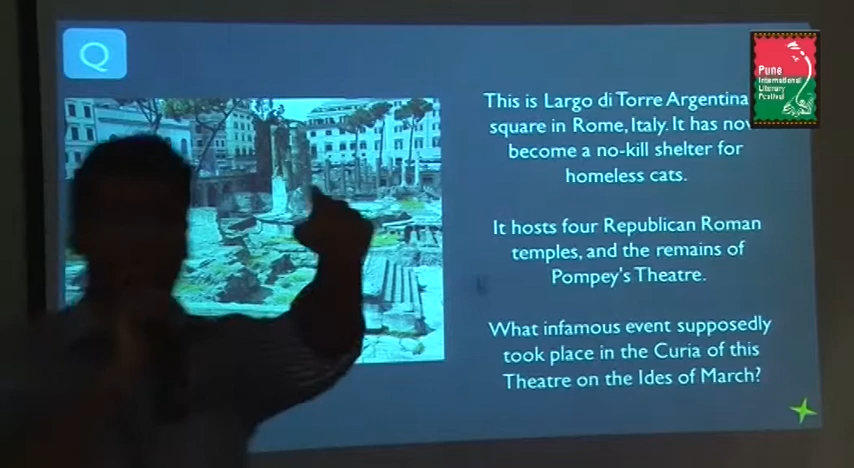 Q
Pune
International
Literary
Festival
This is Largo di Torre Argentina
square in Rome, Italy. It has
become a no-kill shelter for
homeless cats.
It hosts four Republican Roman
temples, and the remains of
Pompey's Theatre.
What infamous event supposedly
took place in the Curia of this
Theatre on the Ides of March?